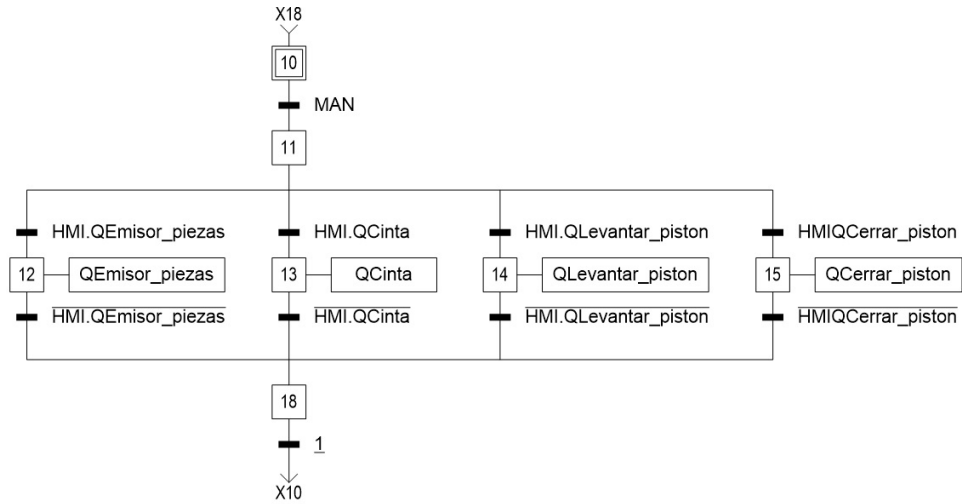 X18
10
MAN
11
HMI.QEmisor_piezas
HMI.QCinta
HMI.QLevantar_piston
HMIQCerrar_piston
12
QEmisor_piezas
13
QCinta
14
QLevantar_piston
15
QCerrar_piston
HMI.QEmisor_piezas
HMI.QCinta
HMI.QLevantar_piston
HMIQCerrar_piston
18
1
X10